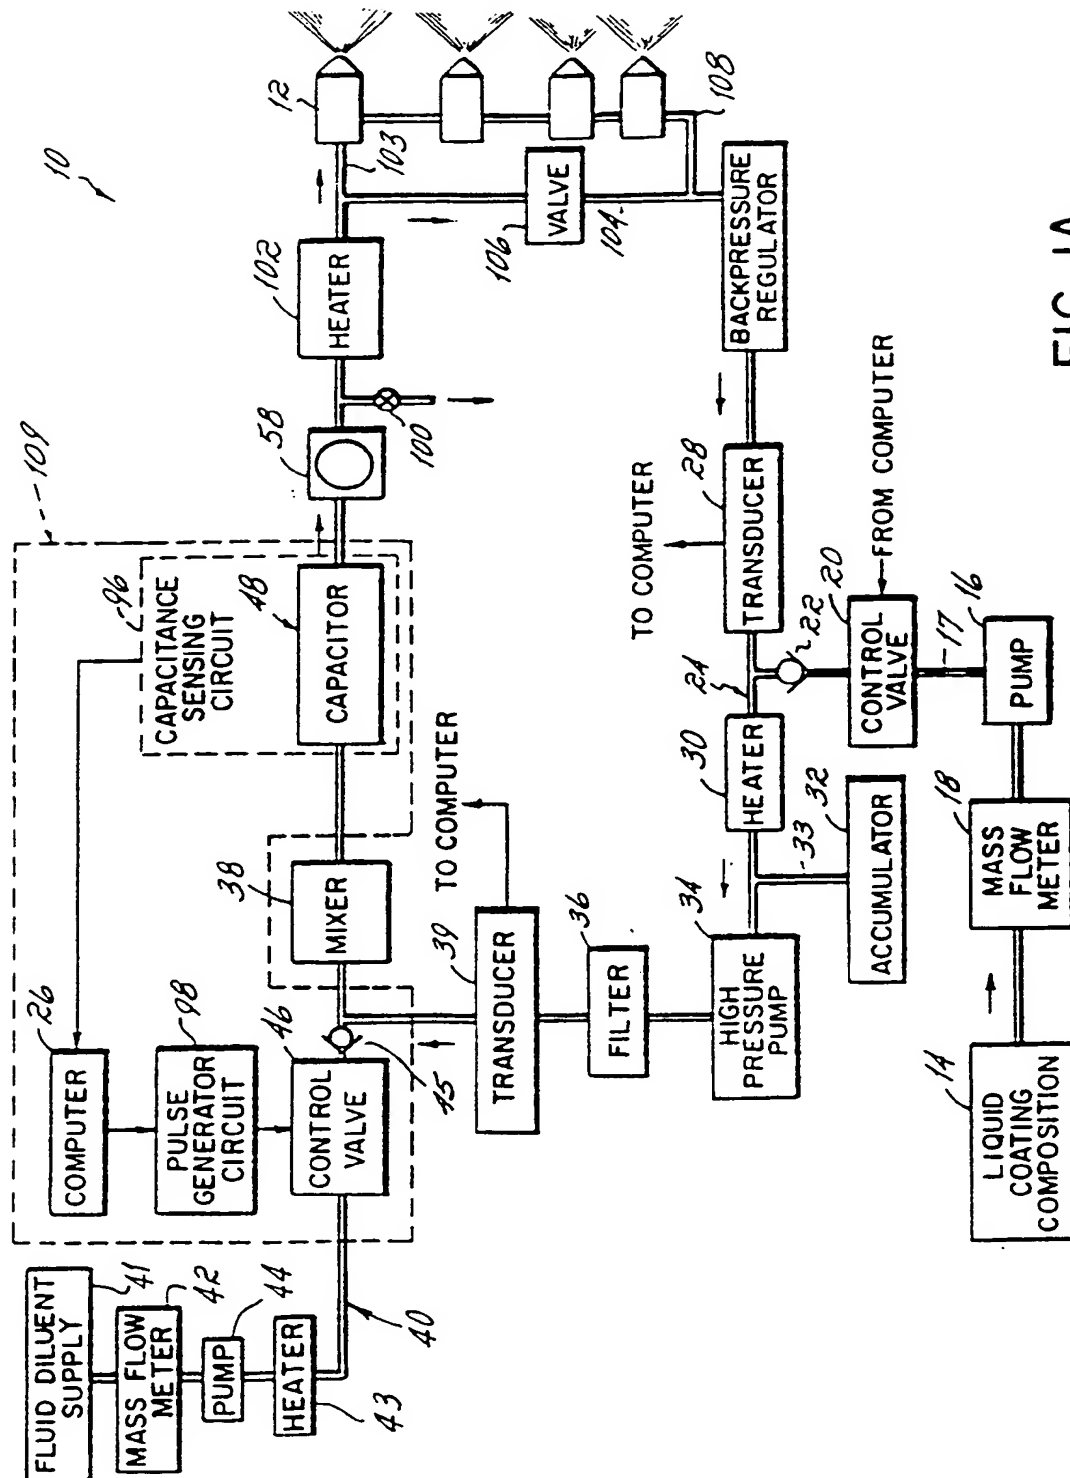 10
109
96
CAPACITANCE
SENSING
CIRCUIT
26
COMPUTER
98
PULSE
GENERATOR
CIRCUIT
46
CONTROL
VALVE
45
38
MIXER
48
CAPACITOR
58
100
102
HEATER
103
12
106
VALVE
104
108
FLUID DILUENT
SUPPLY
41
MASS FLOW
METER
42
PUMP
44
HEATER
43
40
TO COMPUTER
39
TRANSDUCER
36
FILTER
34
HIGH
PRESSURE
PUMP
TO COMPUTER
28
TRANSDUCER
BACKPRESSURE
REGULATOR
24
30
HEATER
33
32
ACCUMULATOR
22
20
CONTROL
VALVE
FROM COMPUTER
17
16
PUMP
18
MASS
FLOW
METER
14
LIQUID
COATING
COMPOSITION
FIG. 1A